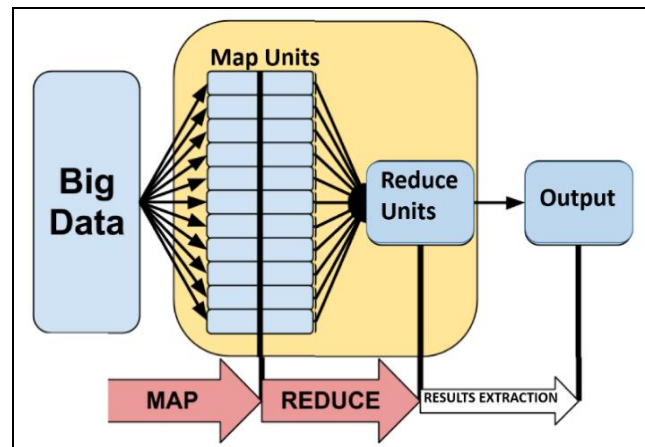 Map Units
Big
Data
Reduce
Units
Output
MAP
REDUCE
RESULTS EXTRACTION